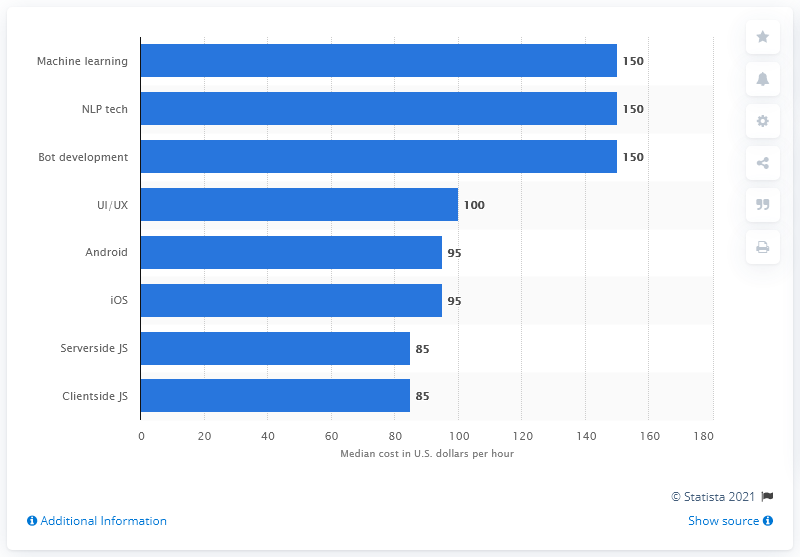 Machine learning 150
NLP tech 150
Bot development 150
UI/UX 100
Android 95
iOS 95
Serverside JS 85
Clientside JS 85
0 20 40 60 80 100 120 140 160 180
Median cost in U.S. dollars per hour
© Statista 2021
Additional Information Show source